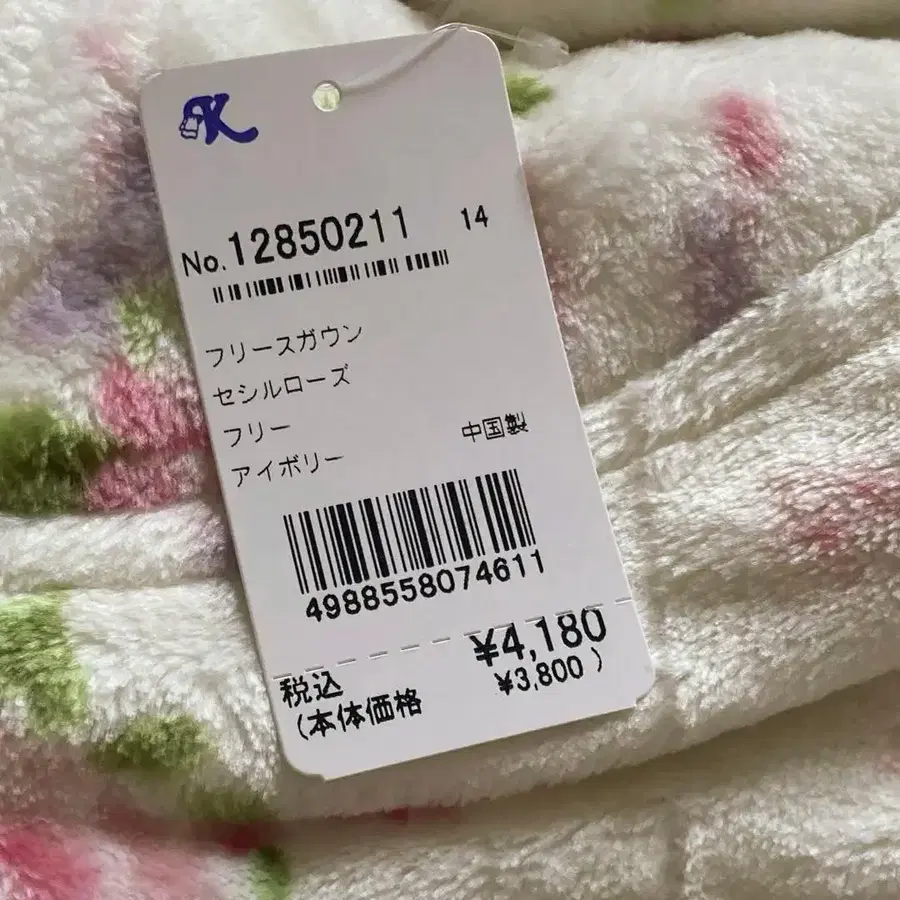 K
No.12850211 14
フリースガウン
セシルローズ
フリー 中国製
アイボリー
4988558074611
税込 ¥4,180
(本体価格 ¥3,800)